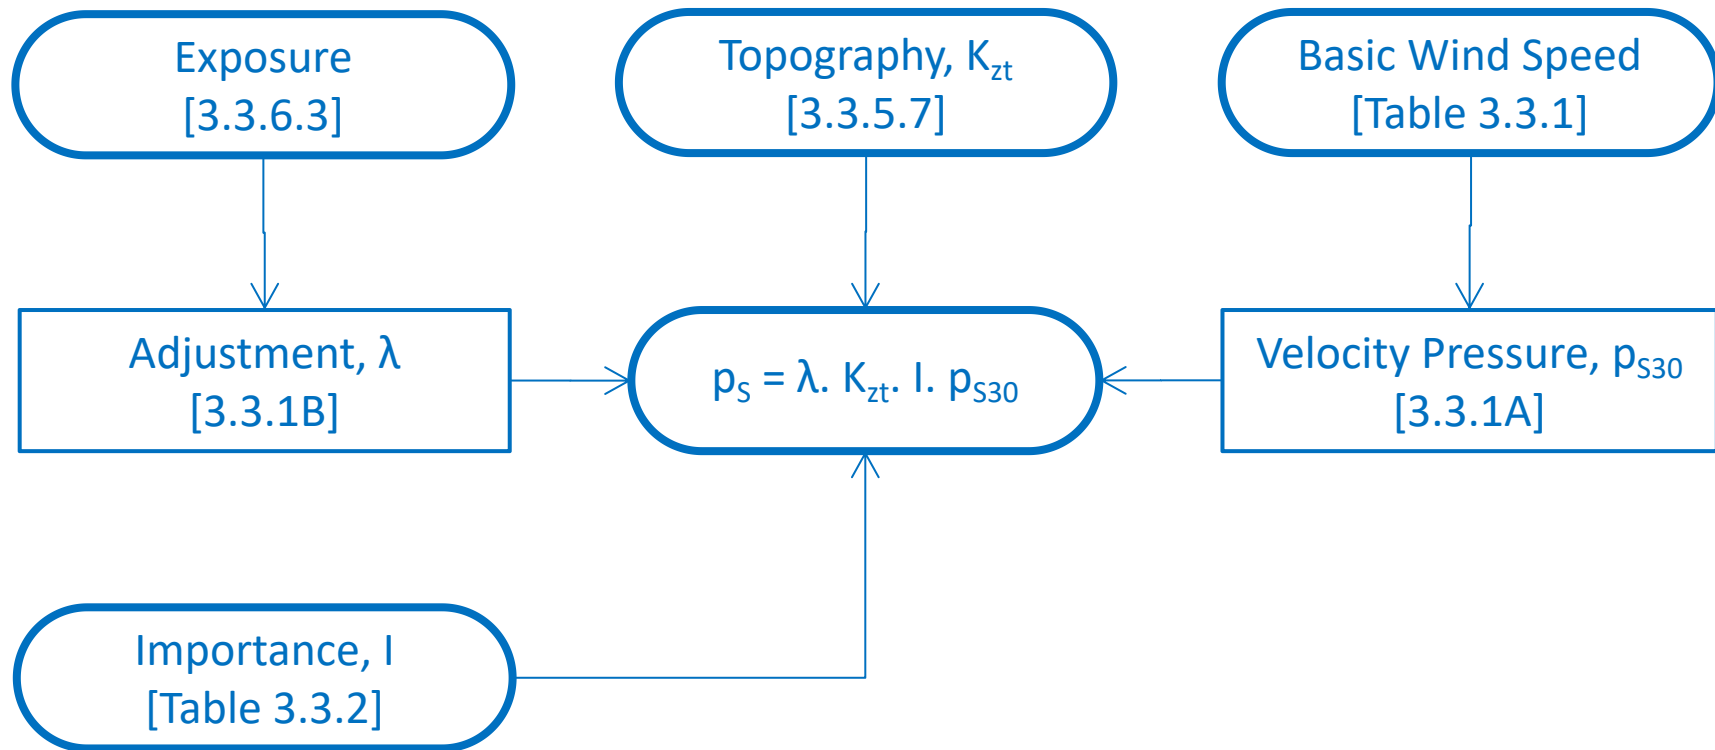 Exposure
[3.3.6.3]
Topography, Kzt
[3.3.5.7]
Basic Wind Speed
[Table 3.3.1]
Adjustment, λ
[3.3.1B]
pS = λ. Kzt. I. pS30
Velocity Pressure, pS30
[3.3.1A]
Importance, I
[Table 3.3.2]